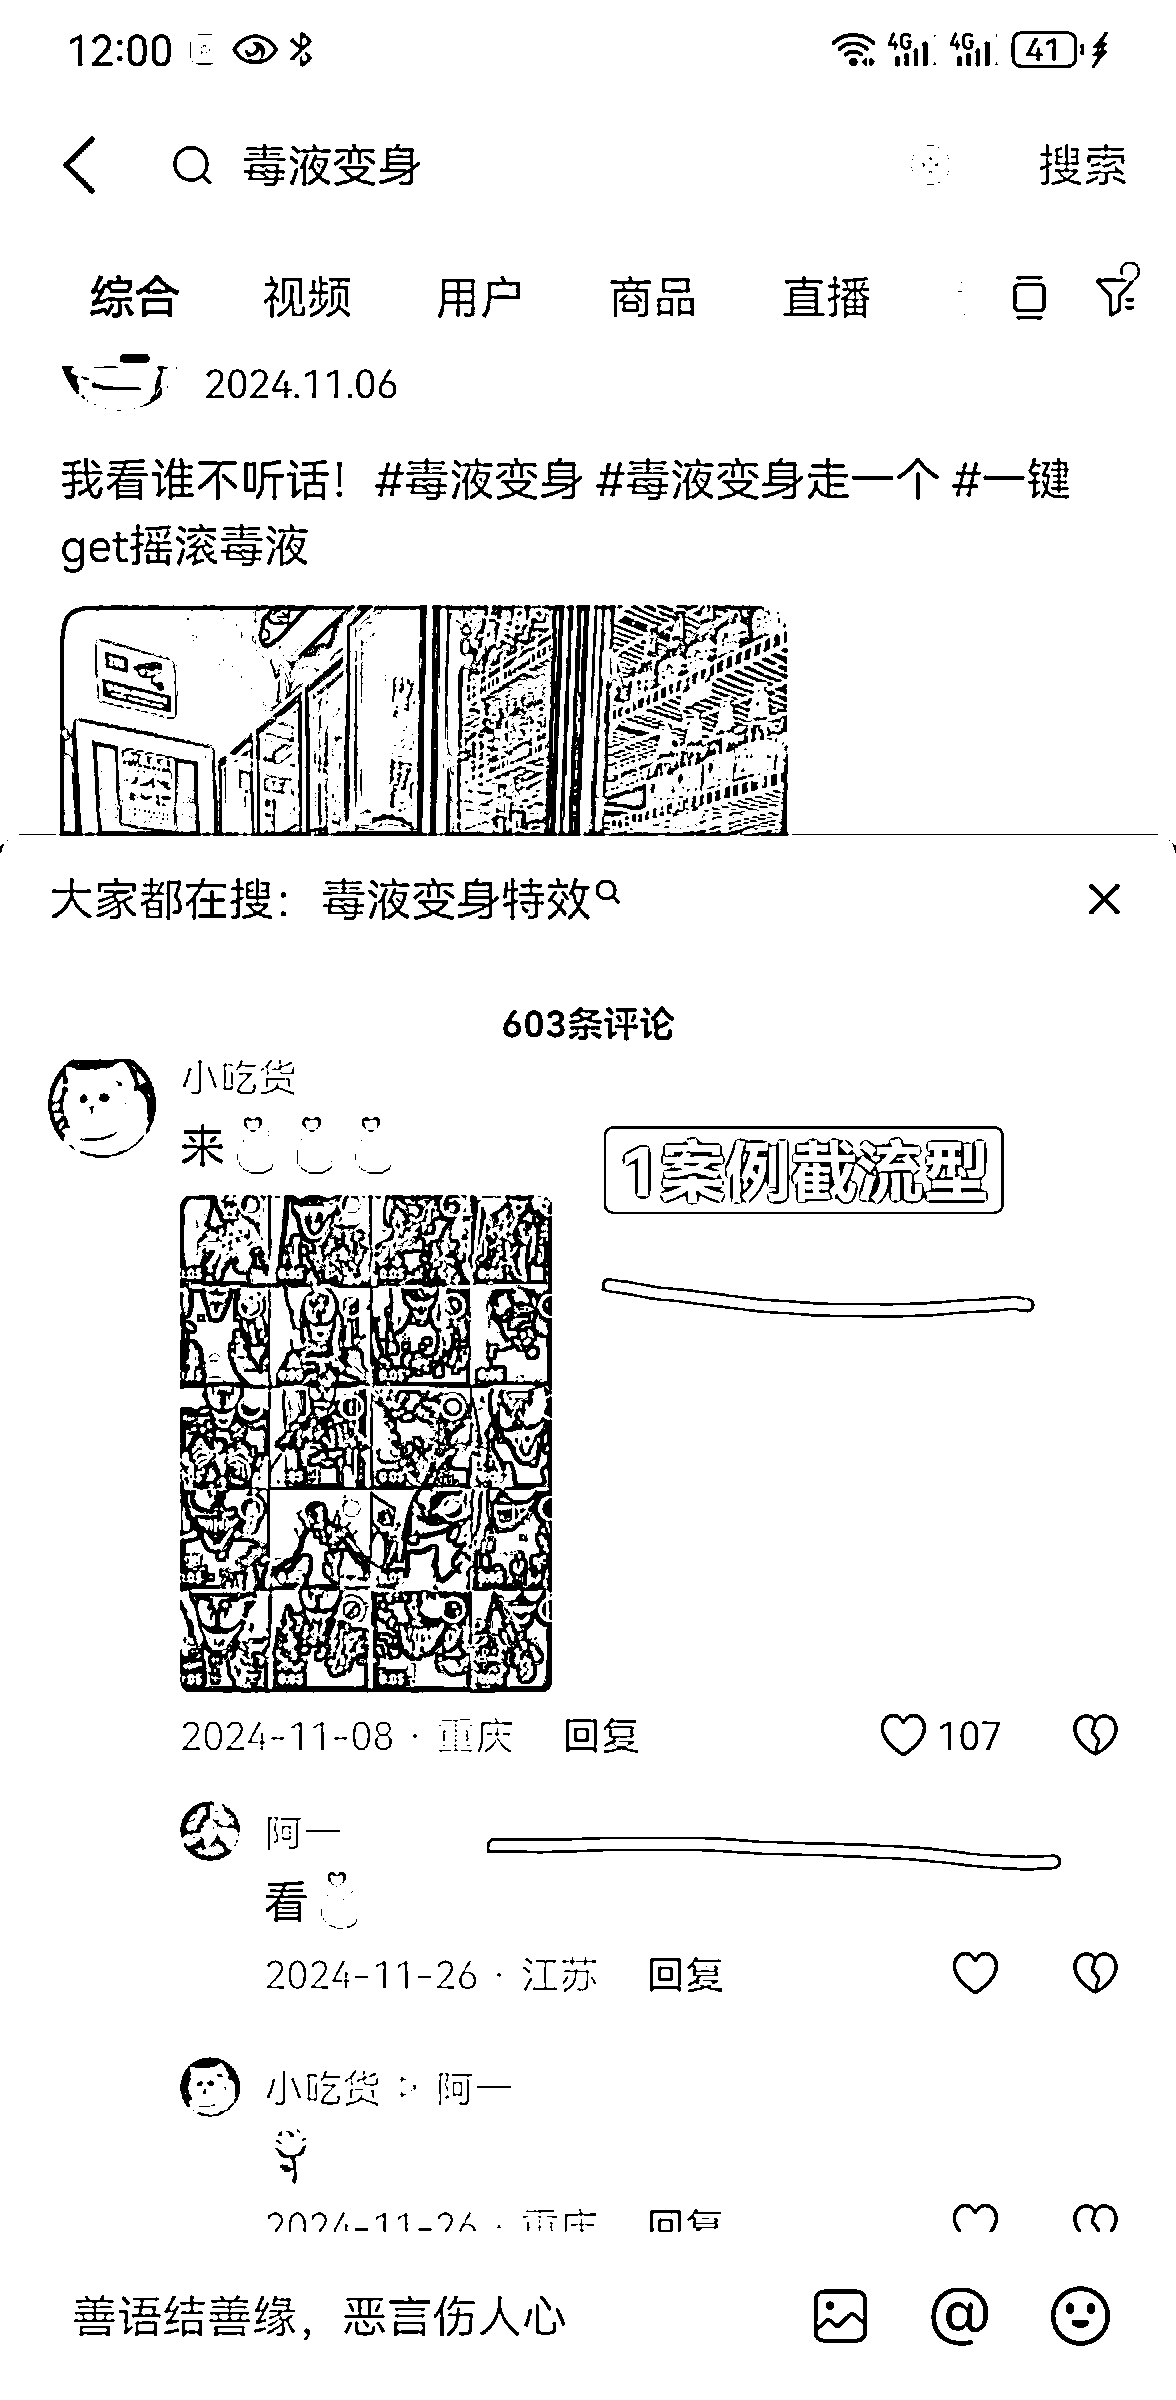 12:00
4G 4G 41
毒液变身 搜索
综合 视频 用户 商品 直播
2024.11.06
我看谁不听话！#毒液变身 #毒液变身走一个 #一键
get摇滚毒液
大家都在搜：毒液变身特效
603条评论
小吃货
来
1案例截流型
2024-11-08 · 重庆 回复 107
阿一
看
2024-11-26 · 江苏 回复
小吃货 阿一
2024-11-26 · 重庆 回复
善语结善缘，恶言伤人心